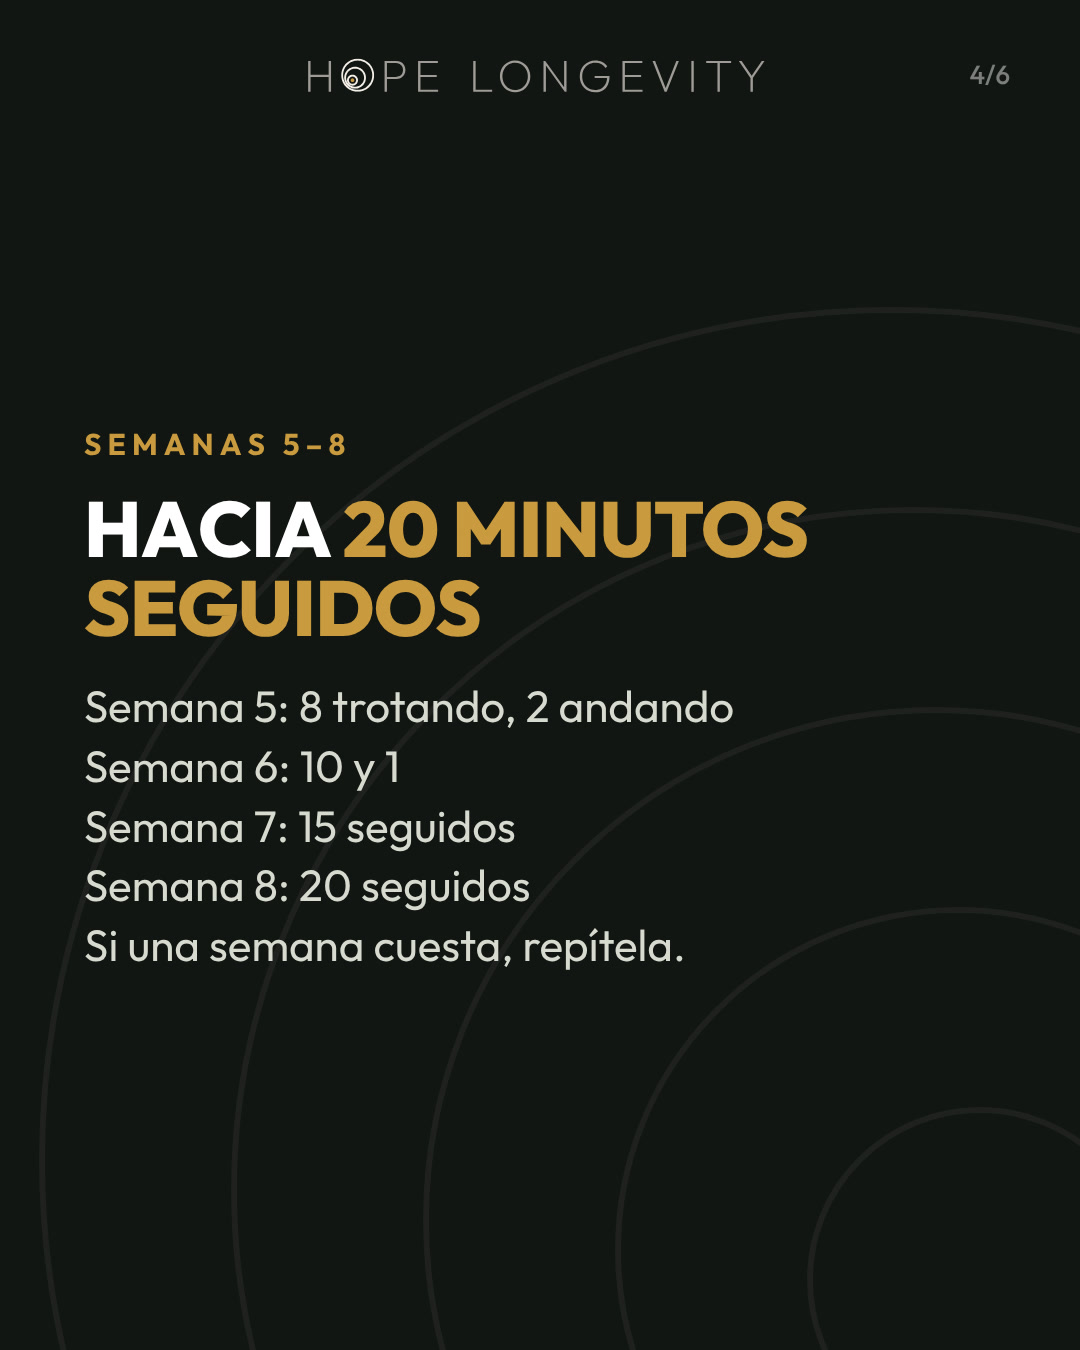 HOPE LONGEVITY
4/6
SEMANAS 5–8
HACIA 20 MINUTOS
SEGUIDOS
Semana 5: 8 trotando, 2 andando
Semana 6: 10 y 1
Semana 7: 15 seguidos
Semana 8: 20 seguidos
Si una semana cuesta, repítela.